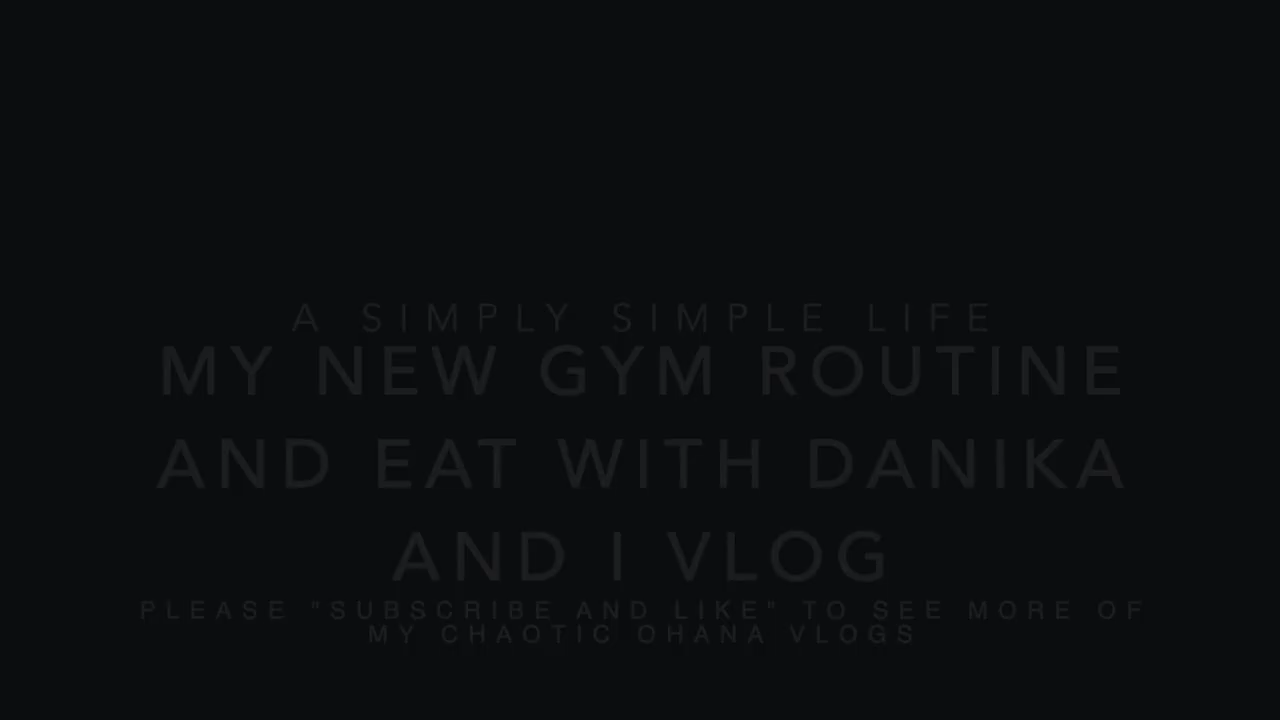 A SIMPLY SIMPLE LIFE
MY NEW GYM ROUTINE
AND EAT WITH DANIKA
AND I VLOG
PLEASE "SUBSCRIBE AND LIKE" TO SEE MORE OF
MY CHAOTIC OHANA VLOGS